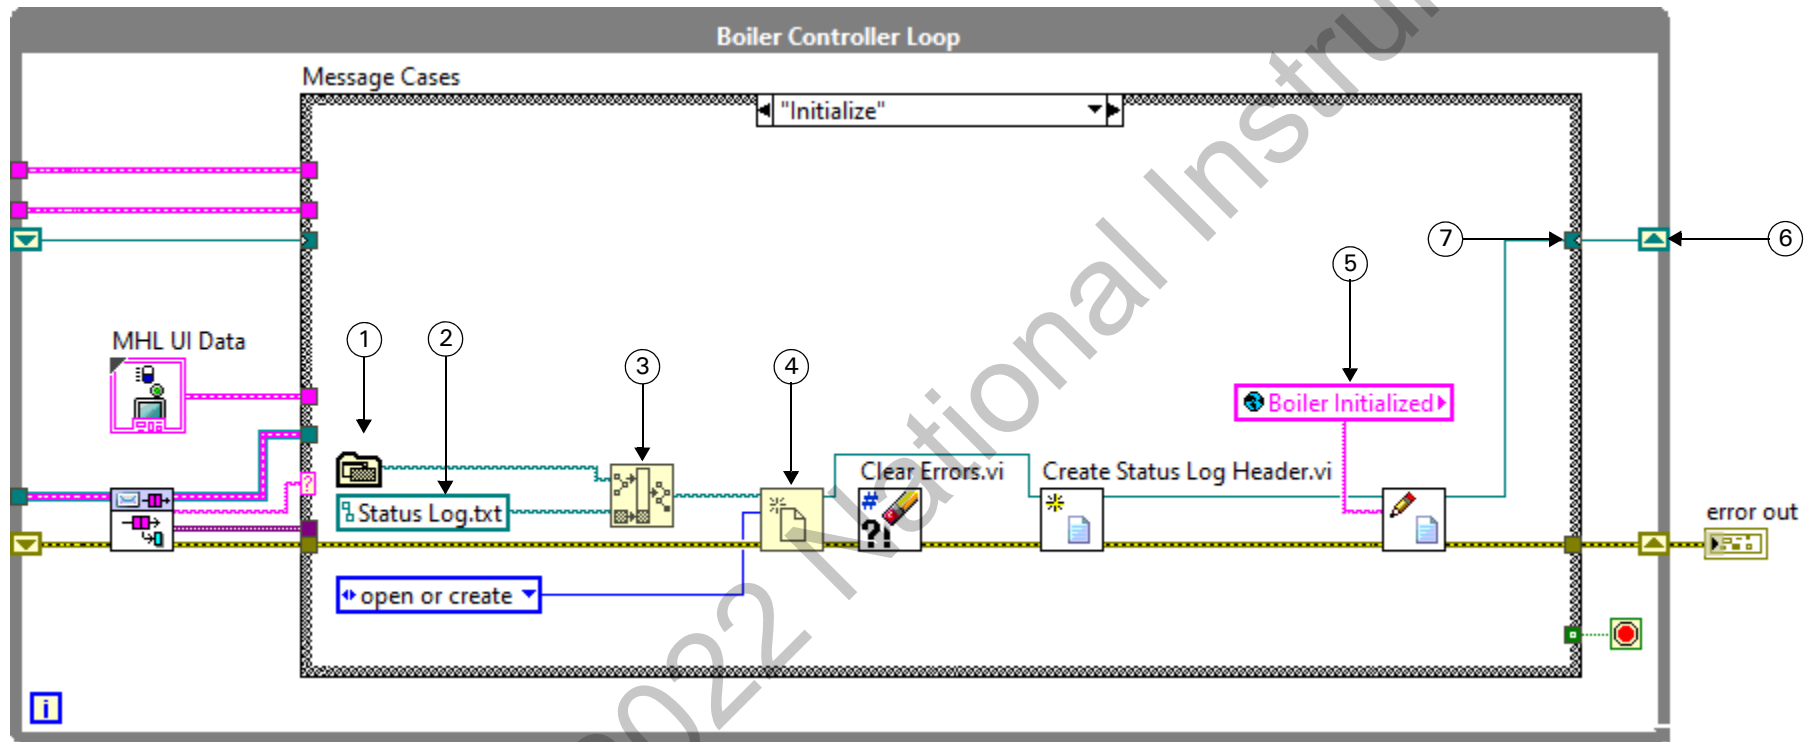 Boiler Controller Loop
Message Cases
"Initialize"
7
6
5
MHL UI Data
1
2
3
4
Boiler Initialized
Clear Errors.vi
Create Status Log Header.vi
#
?!
?
Status Log.txt
error out
open or create
i
2022 National Instru